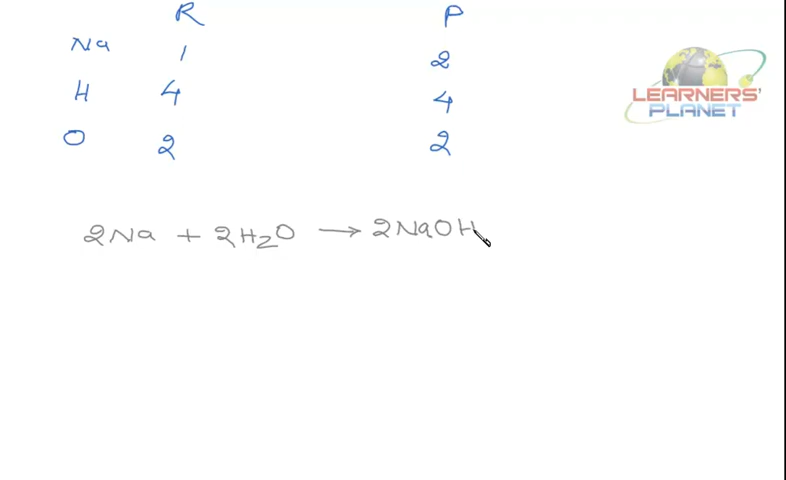 R P
Na 1 2
H 4 4
O 2 2
LEARNERS'
PLANET
2Na + 2H₂O → 2NaOH